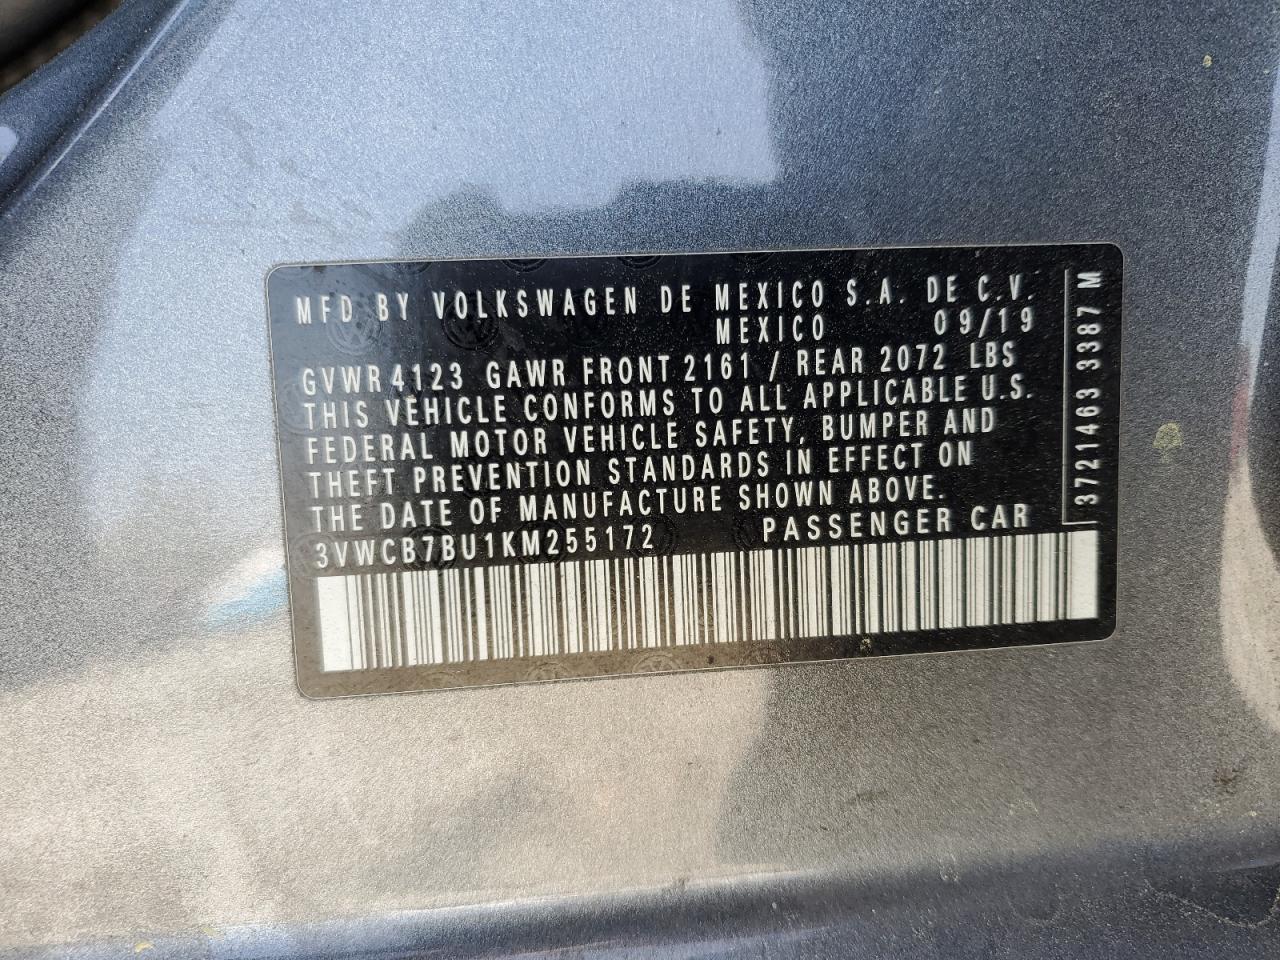 MFD BY VOLKSWAGEN DE MEXICO S.A. DE C.V.
MEXICO 09/19
GVWR 4123 GAWR FRONT 2161 / REAR 2072 LBS
THIS VEHICLE CONFORMS TO ALL APPLICABLE U.S.
FEDERAL MOTOR VEHICLE SAFETY, BUMPER AND
THEFT PREVENTION STANDARDS IN EFFECT ON
THE DATE OF MANUFACTURE SHOWN ABOVE.
3VWCB7BU1KM255172 PASSENGER CAR
3721463 3387 M